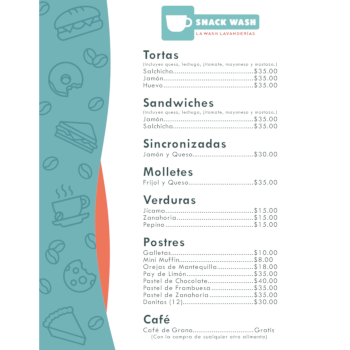 SNACK WASH
LA WASH LAVANDERÍAS
Tortas
(Incluyen queso, lechuga, jitomate, mayonesa y mostaza.)
Salchicha......$35.00
Jamón......$35.00
Huevo......$35.00
Sandwiches
(Incluyen queso, lechuga, jitomate, mayonesa y mostaza.)
Jamón......$35.00
Salchicha......$35.00
Sincronizadas
Jamón y Queso......$30.00
Molletes
Frijol y Queso......$35.00
Verduras
Jícama......$15.00
Zanahoria......$15.00
Pepino......$15.00
Postres
Galletas......$10.00
Mini Muffin......$8.00
Orejas de Mantequilla......$18.00
Pay de Limón......$35.00
Pastel de Chocolate......$40.00
Pastel de Frambuesa......$35.00
Pastel de Zanahoria......$35.00
Donitas (12)......$30.00
Café
Café de Grano......Gratis
(Con la compra de cualquier otro alimento)